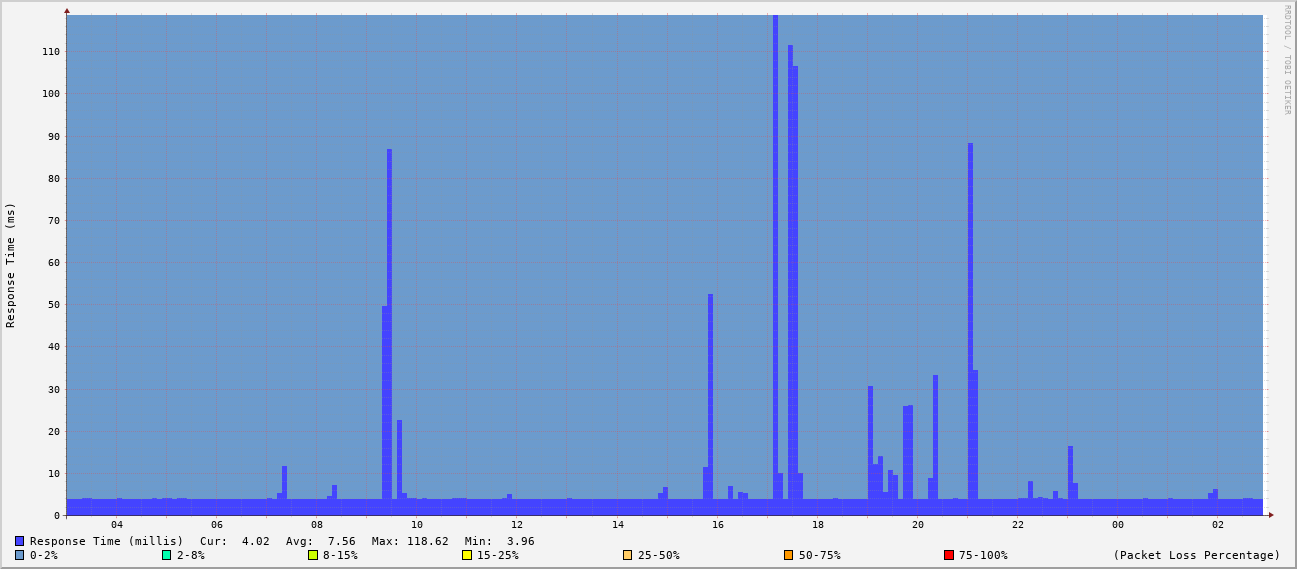 RRDTOOL / TOBI OETIKER
Response Time (ms)
110
100
90
80
70
60
50
40
30
20
10
0
04 06 08 10 12 14 16 18 20 22 00 02
Response Time (millis) Cur: 4.02 Avg: 7.56 Max: 118.62 Min: 3.96
0-2% 2-8% 8-15% 15-25% 25-50% 50-75% 75-100% (Packet Loss Percentage)